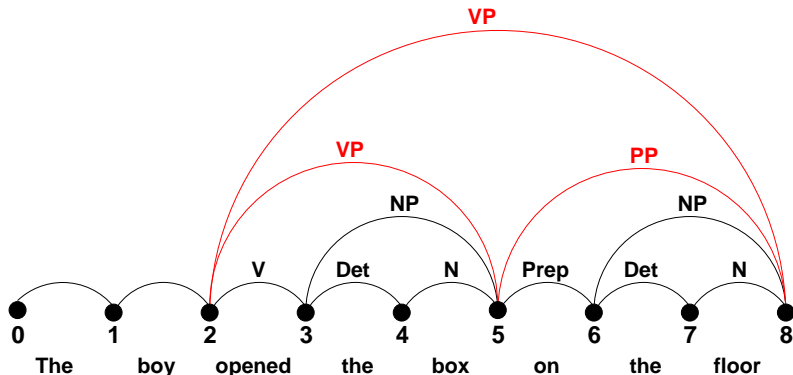 VP
VP PP
NP NP
V Det N Prep Det N
0 1 2 3 4 5 6 7 8
The boy opened the box on the floor